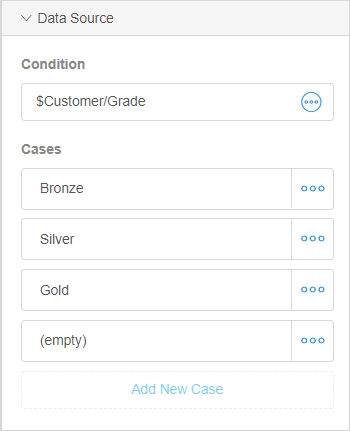 Data Source
Condition
$Customer/Grade
Cases
Bronze
Silver
Gold
(empty)
Add New Case